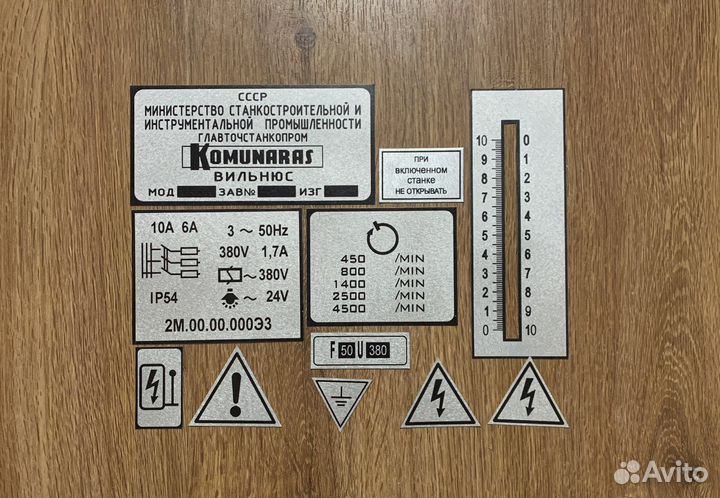 СССР
МИНИСТЕРСТВО СТАНКОСТРОИТЕЛЬНОЙ И
ИНСТРУМЕНТАЛЬНОЙ ПРОМЫШЛЕННОСТИ
ГЛАВТОЧСТАНКОПРОМ
KOMUNARAS
ВИЛЬНЮС
МОД ЗАВ№ ИЗГ
ПРИ
ВКЛЮЧЕННОМ
СТАНКЕ
НЕ ОТКРЫВАТЬ
10 0
9 1
8 2
7 3
6 4
5 5
4 6
3 7
2 8
1 9
0 10
10A 6A 3 ~ 50Hz
380V 1,7A
~ 380V
IP54 ~ 24V
2М.00.00.000ЭЗ
450 /MIN
800 /MIN
1400 /MIN
2500 /MIN
4500 /MIN
F 50 U 380
Avito